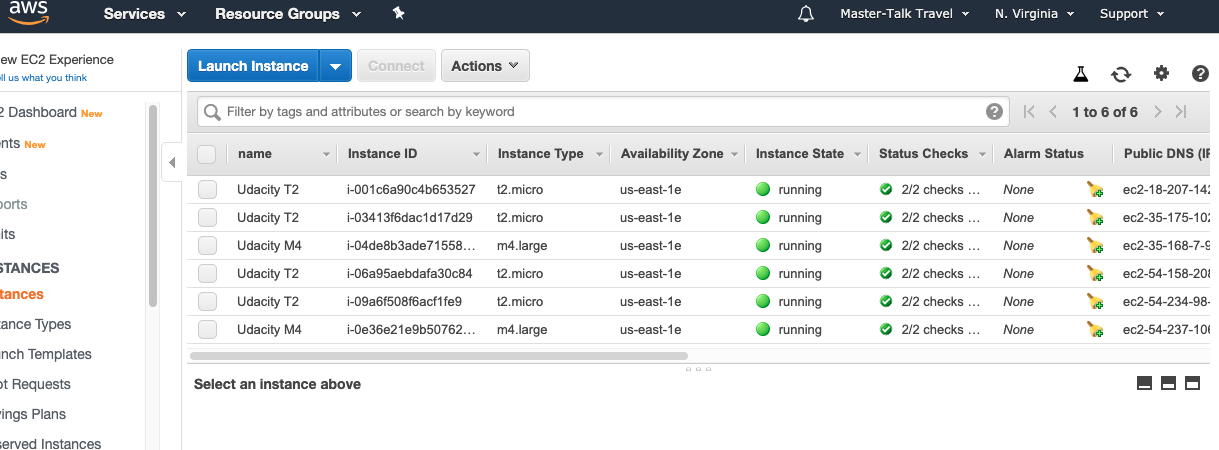 aws Services Resource Groups Master-Talk Travel N. Virginia Support
ew EC2 Experience
ell us what you think
Launch Instance Connect Actions
2 Dashboard New
ents New
s
ports
its
STANCES
tances
tance Types
nch Templates
ot Requests
vings Plans
served Instances
Filter by tags and attributes or search by keyword
1 to 6 of 6
name Instance ID Instance Type Availability Zone Instance State Status Checks Alarm Status Public DNS (IP
Udacity T2 i-001c6a90c4b653527 t2.micro us-east-1e running 2/2 checks ... None ec2-18-207-142
Udacity T2 i-03413f6dac1d17d29 t2.micro us-east-1e running 2/2 checks ... None ec2-35-175-102
Udacity M4 i-04de8b3ade71558... m4.large us-east-1e running 2/2 checks ... None ec2-35-168-7-9
Udacity T2 i-06a95aebdafa30c84 t2.micro us-east-1e running 2/2 checks ... None ec2-54-158-208
Udacity T2 i-09a6f508f6acf1fe9 t2.micro us-east-1e running 2/2 checks ... None ec2-54-234-98-
Udacity M4 i-0e36e21e9b50762... m4.large us-east-1e running 2/2 checks ... None ec2-54-237-106
Select an instance above